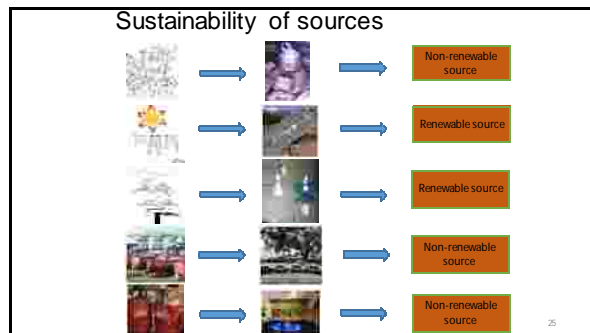 Sustainability of sources
Non-renewable
source
Renewable source
Renewable source
Non-renewable
source
Non-renewable
source
25